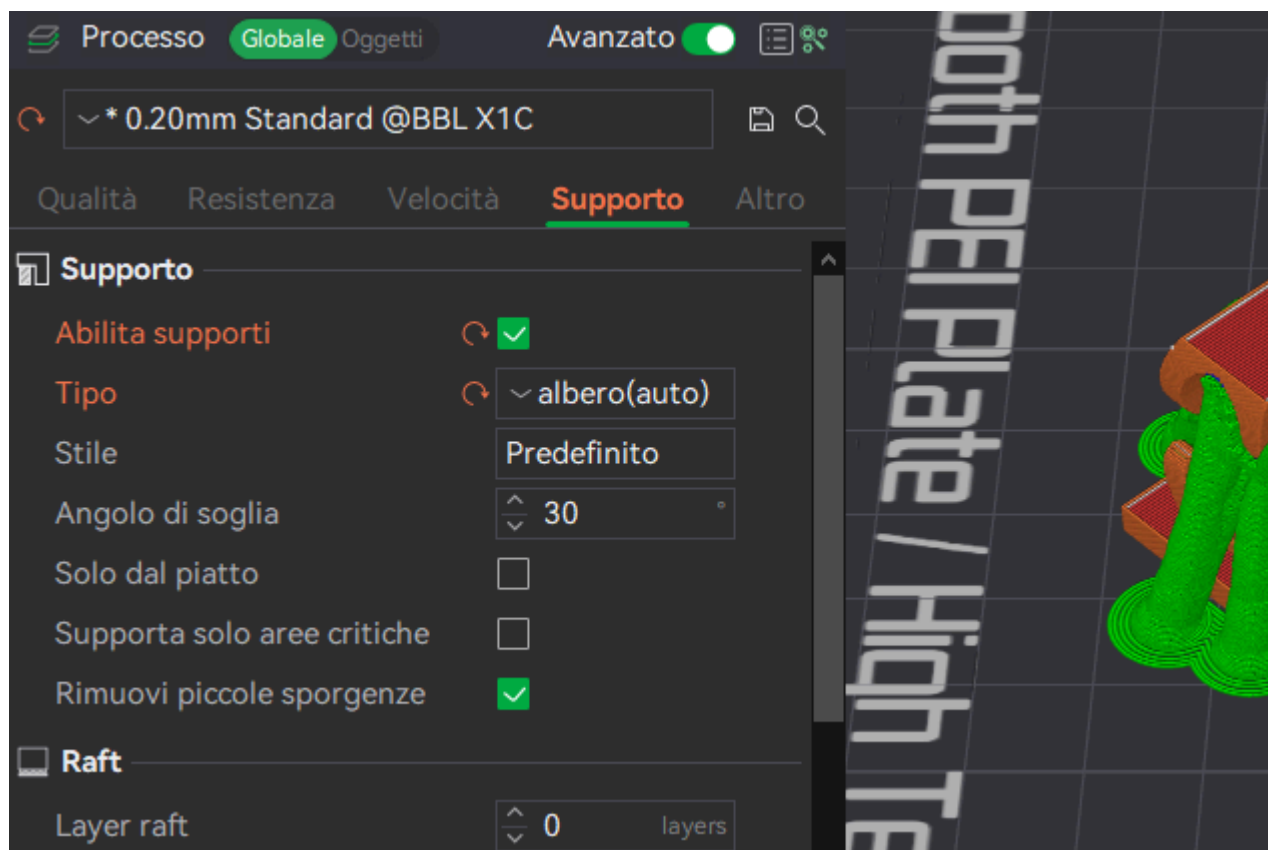 Processo Globale Oggetti Avanzato
* 0.20mm Standard @BBL X1C
Qualità Resistenza Velocità Supporto Altro
Supporto
Abilita supporti
Tipo albero(auto)
Stile Predefinito
Angolo di soglia 30 °
Solo dal piatto
Supporta solo aree critiche
Rimuovi piccole sporgenze
Raft
Layer raft 0 layers
PEI Plate / High